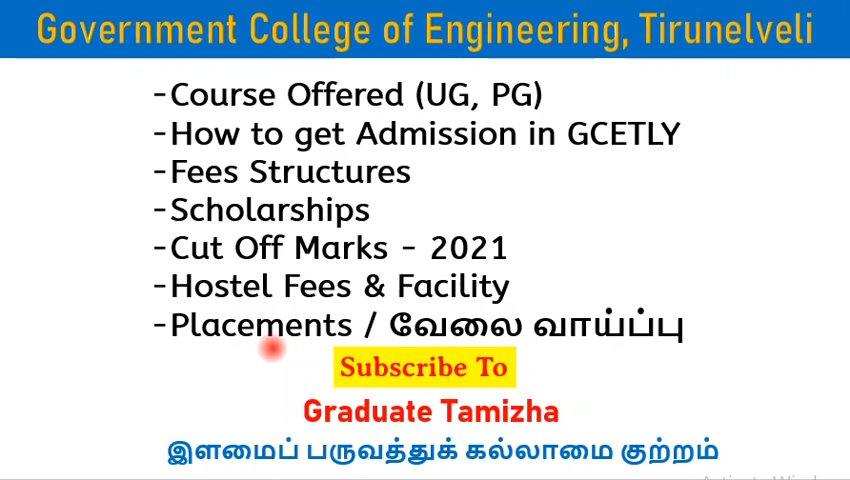 Government College of Engineering, Tirunelveli
-Course Offered (UG, PG)
-How to get Admission in GCETLY
-Fees Structures
-Scholarships
-Cut Off Marks - 2021
-Hostel Fees & Facility
-Placements / வேலை வாய்ப்பு
Subscribe To
Graduate Tamizha
இளமைப் பருவத்துக் கல்லாமை குற்றம்